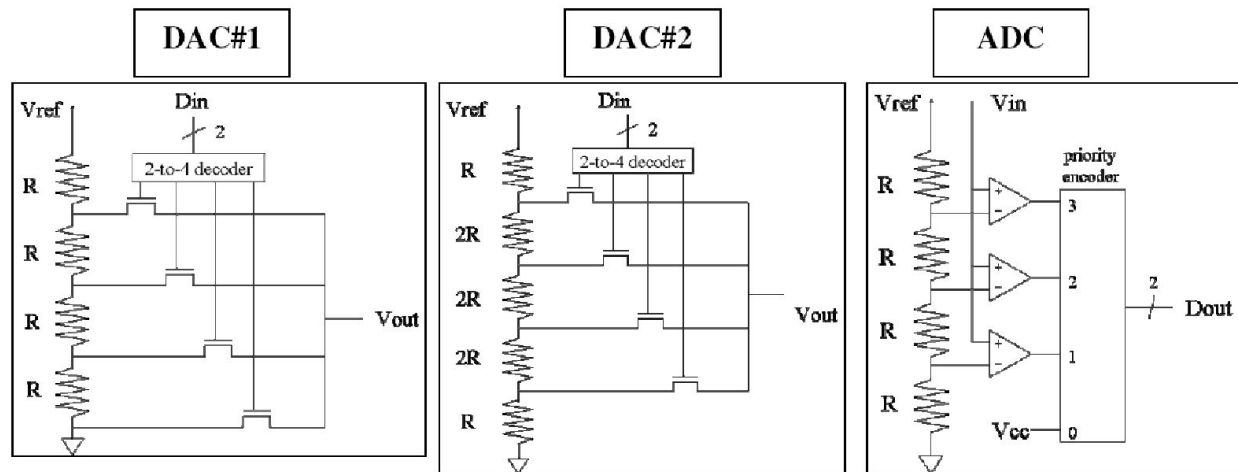 DAC#1
DAC#2
ADC
Vref
Din
2
2-to-4 decoder
R
R
R
R
Vout
Vref
Din
2
2-to-4 decoder
R
2R
2R
2R
R
Vout
Vref
Vin
priority
encoder
R
R
R
R
+
−
3
+
−
2
+
−
1
Vcc
0
2
Dout